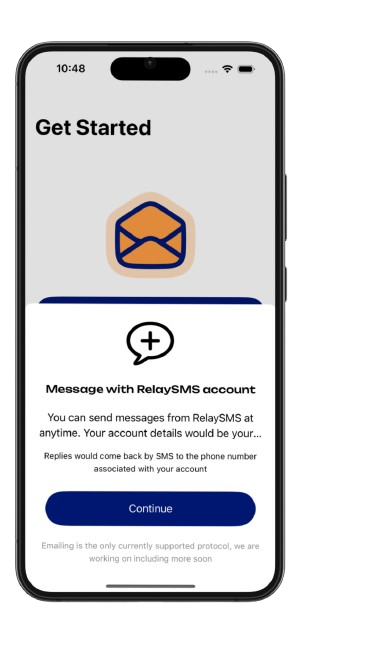 10:48
Get Started
Message with RelaySMS account
You can send messages from RelaySMS at
anytime. Your account details would be your...
Replies would come back by SMS to the phone number
associated with your account
Continue
Emailing is the only currently supported protocol, we are
working on including more soon